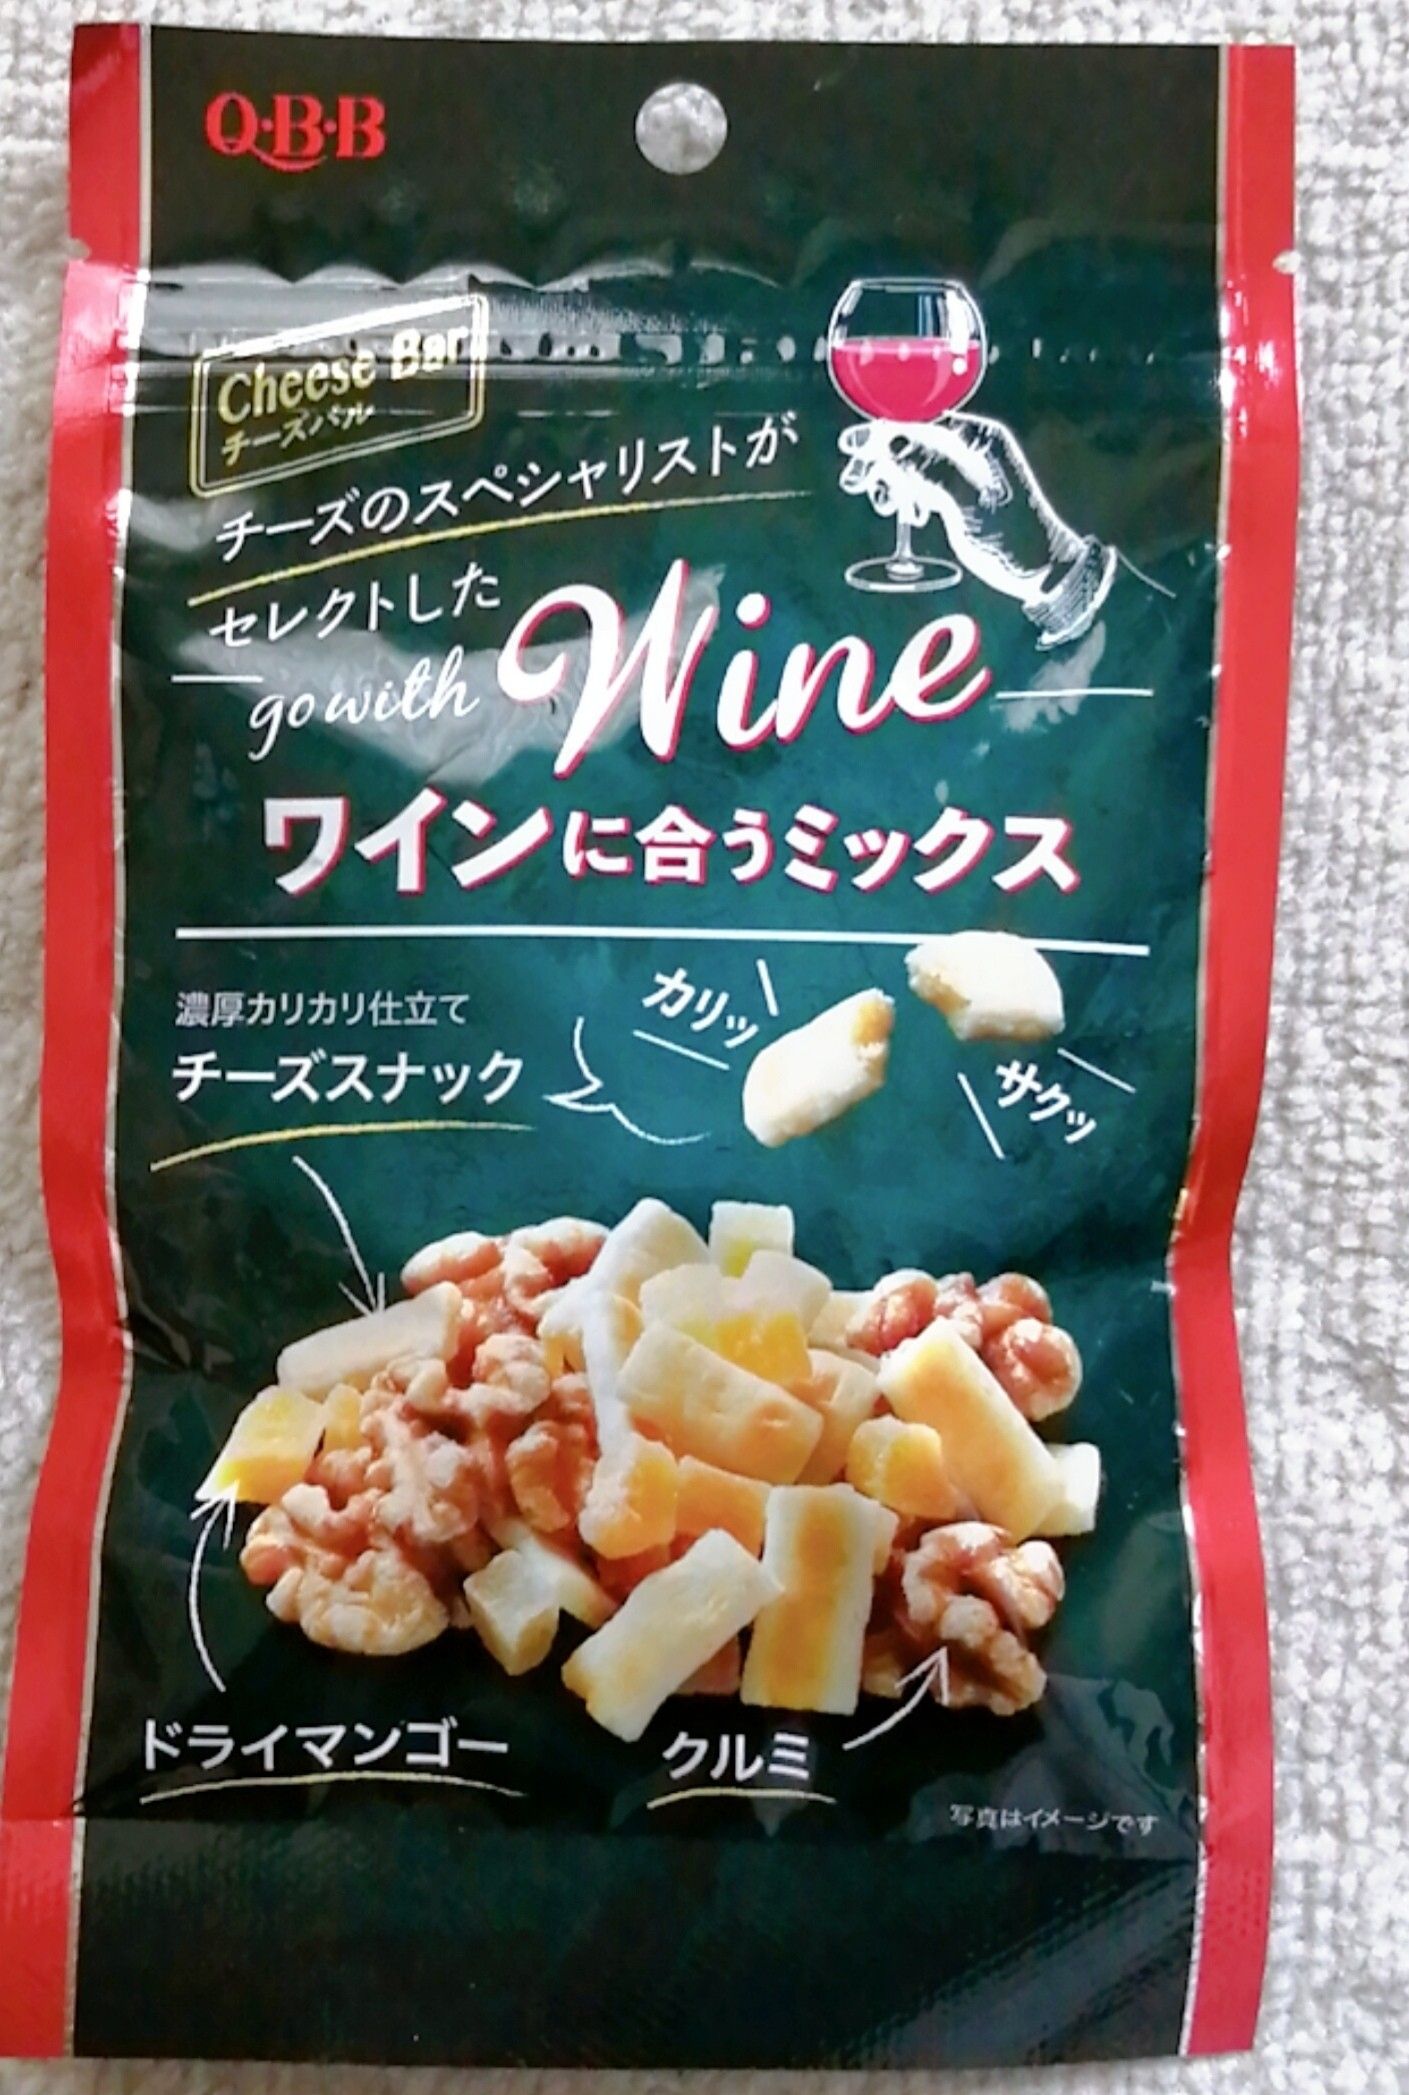 Q・B・B
Cheese Bar
チーズバル
チーズのスペシャリストが
セレクトした
go with Wine
ワインに合うミックス
濃厚カリカリ仕立て
チーズスナック
カリッ
サクッ
ドライマンゴー
クルミ
写真はイメージです